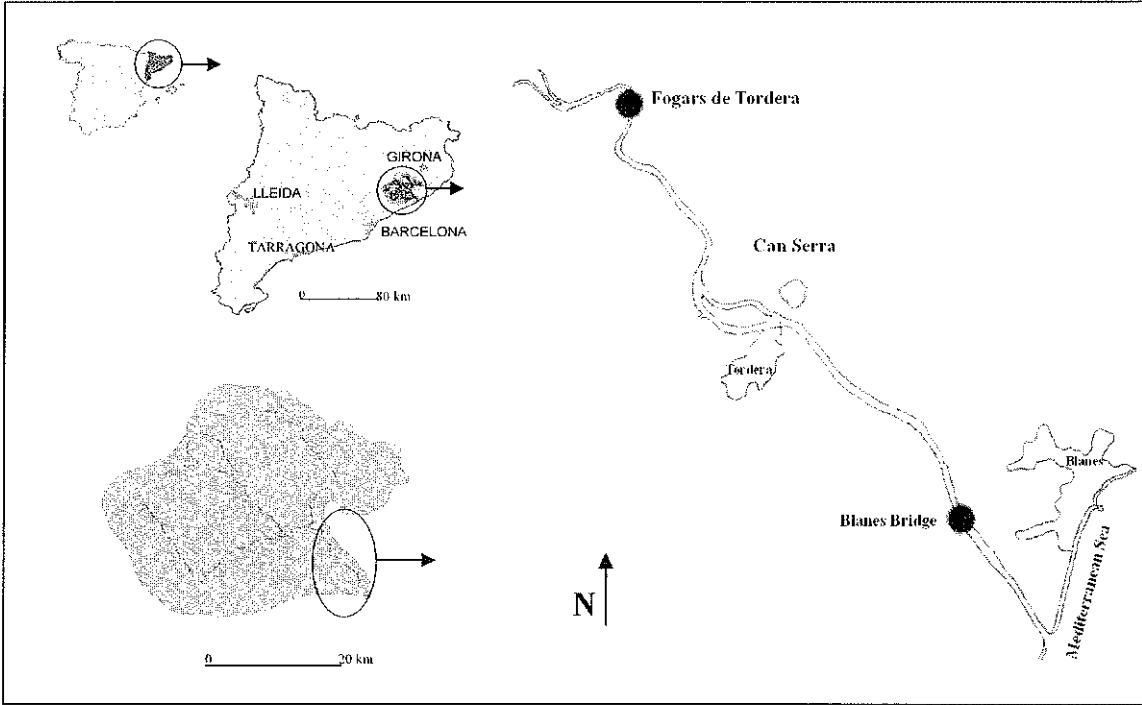 GIRONA
LLEIDA
BARCELONA
TARRAGONA
0 80 km
0 20 km
Fogars de Tordera
Can Serra
Tordera
Blanes
Blanes Bridge
Mediterranean Sea
N